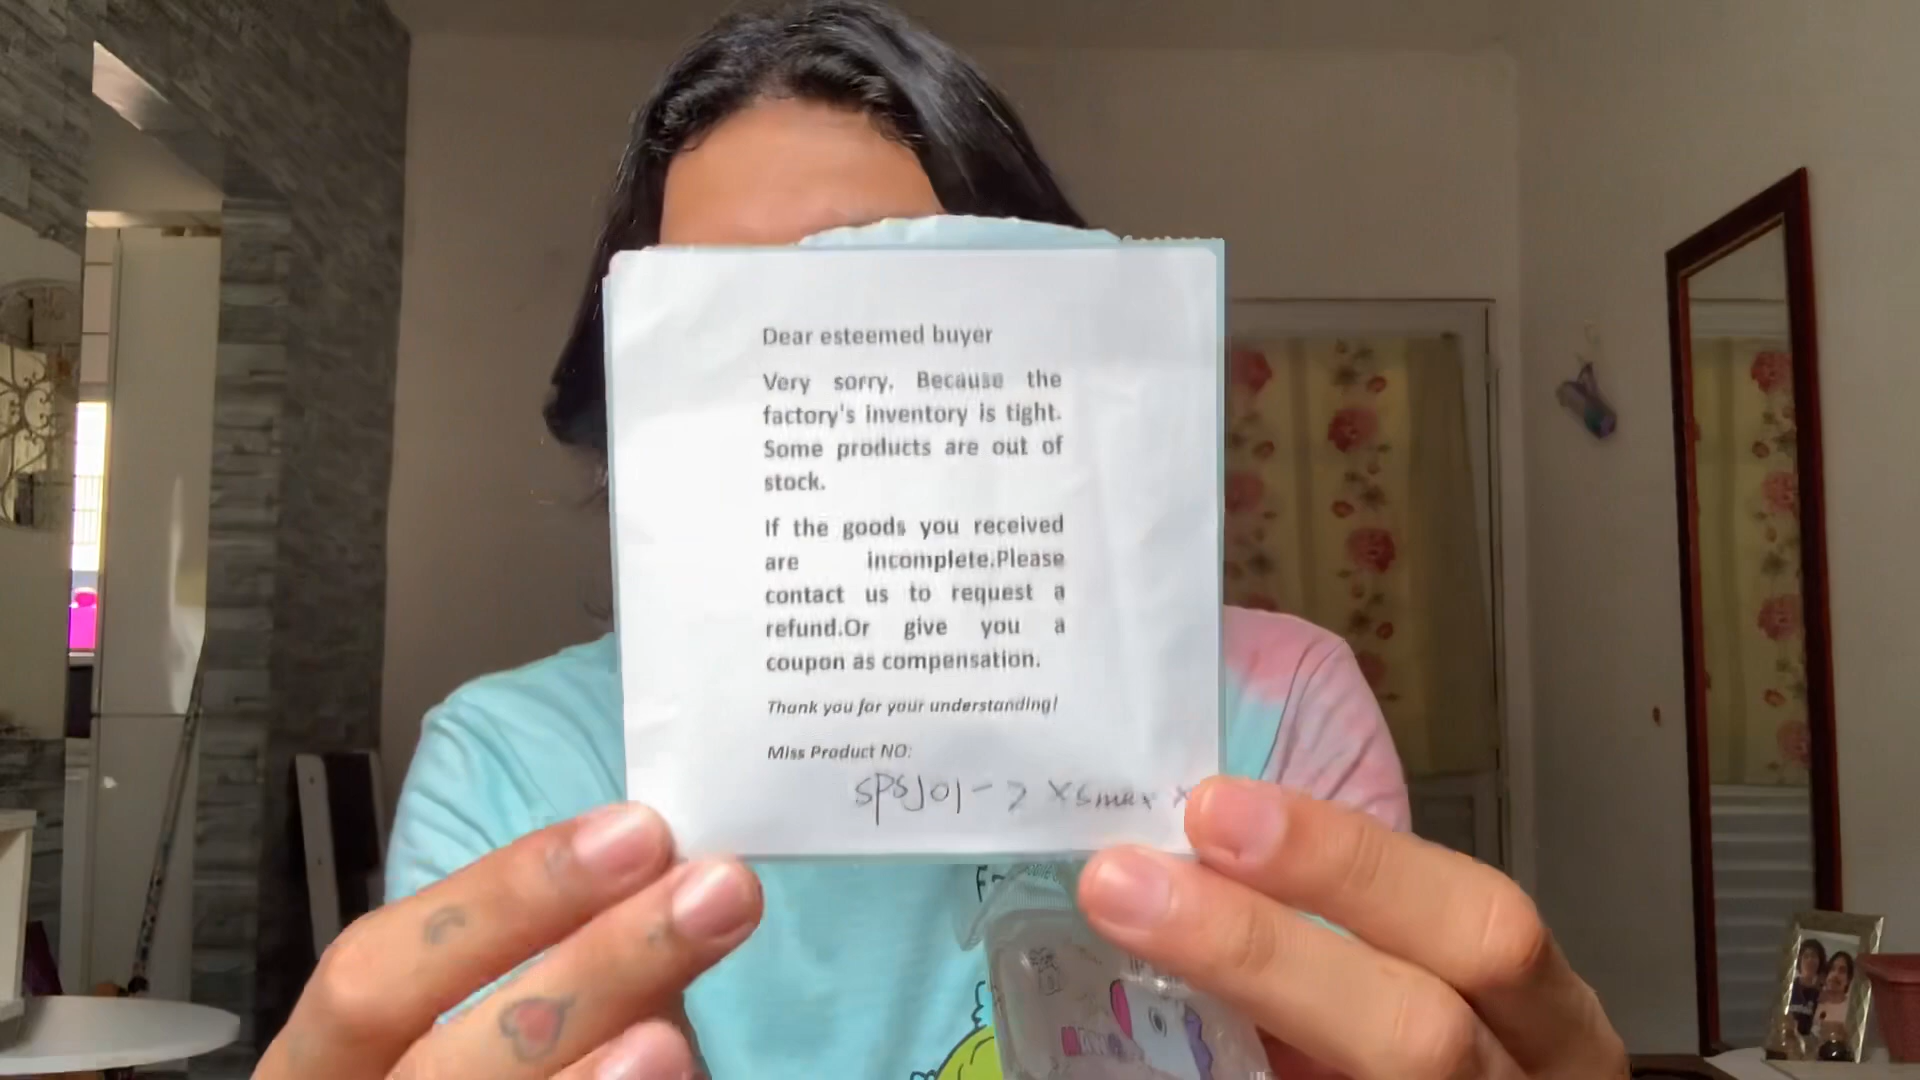 Dear esteemed buyer
Very sorry. Because the
factory's inventory is tight.
Some products are out of
stock.
If the goods you received
are incomplete.Please
contact us to request a
refund.Or give you a
coupon as compensation.
Thank you for your understanding!
Miss Product NO:
SPSJ01-2 XSmax